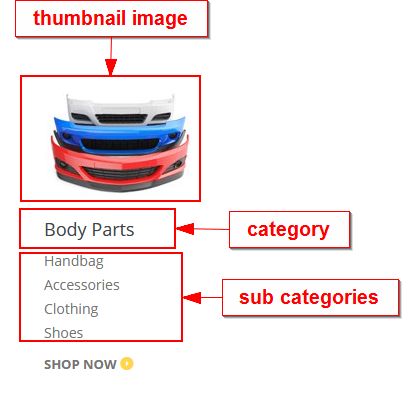 thumbnail image
Body Parts
category
Handbag
Accessories
sub categories
Clothing
Shoes
SHOP NOW